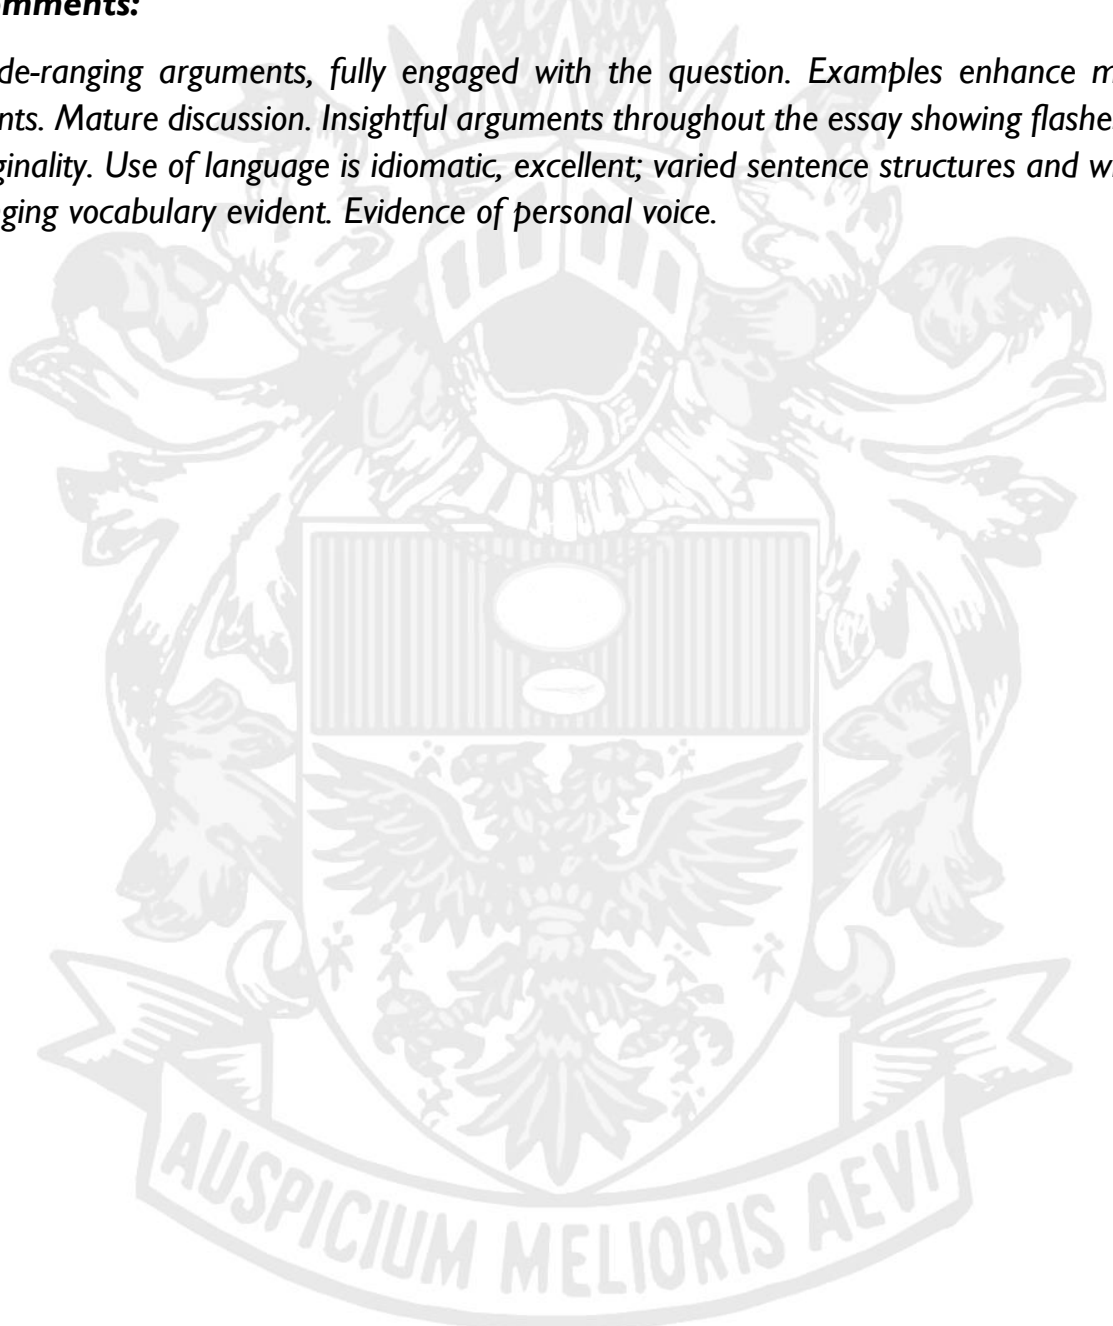 omments:
de-ranging arguments, fully engaged with the question. Examples enhance m
nts. Mature discussion. Insightful arguments throughout the essay showing flashe
ginality. Use of language is idiomatic, excellent; varied sentence structures and w
ging vocabulary evident. Evidence of personal voice.
AUSPICIUM MELIORIS AEVI